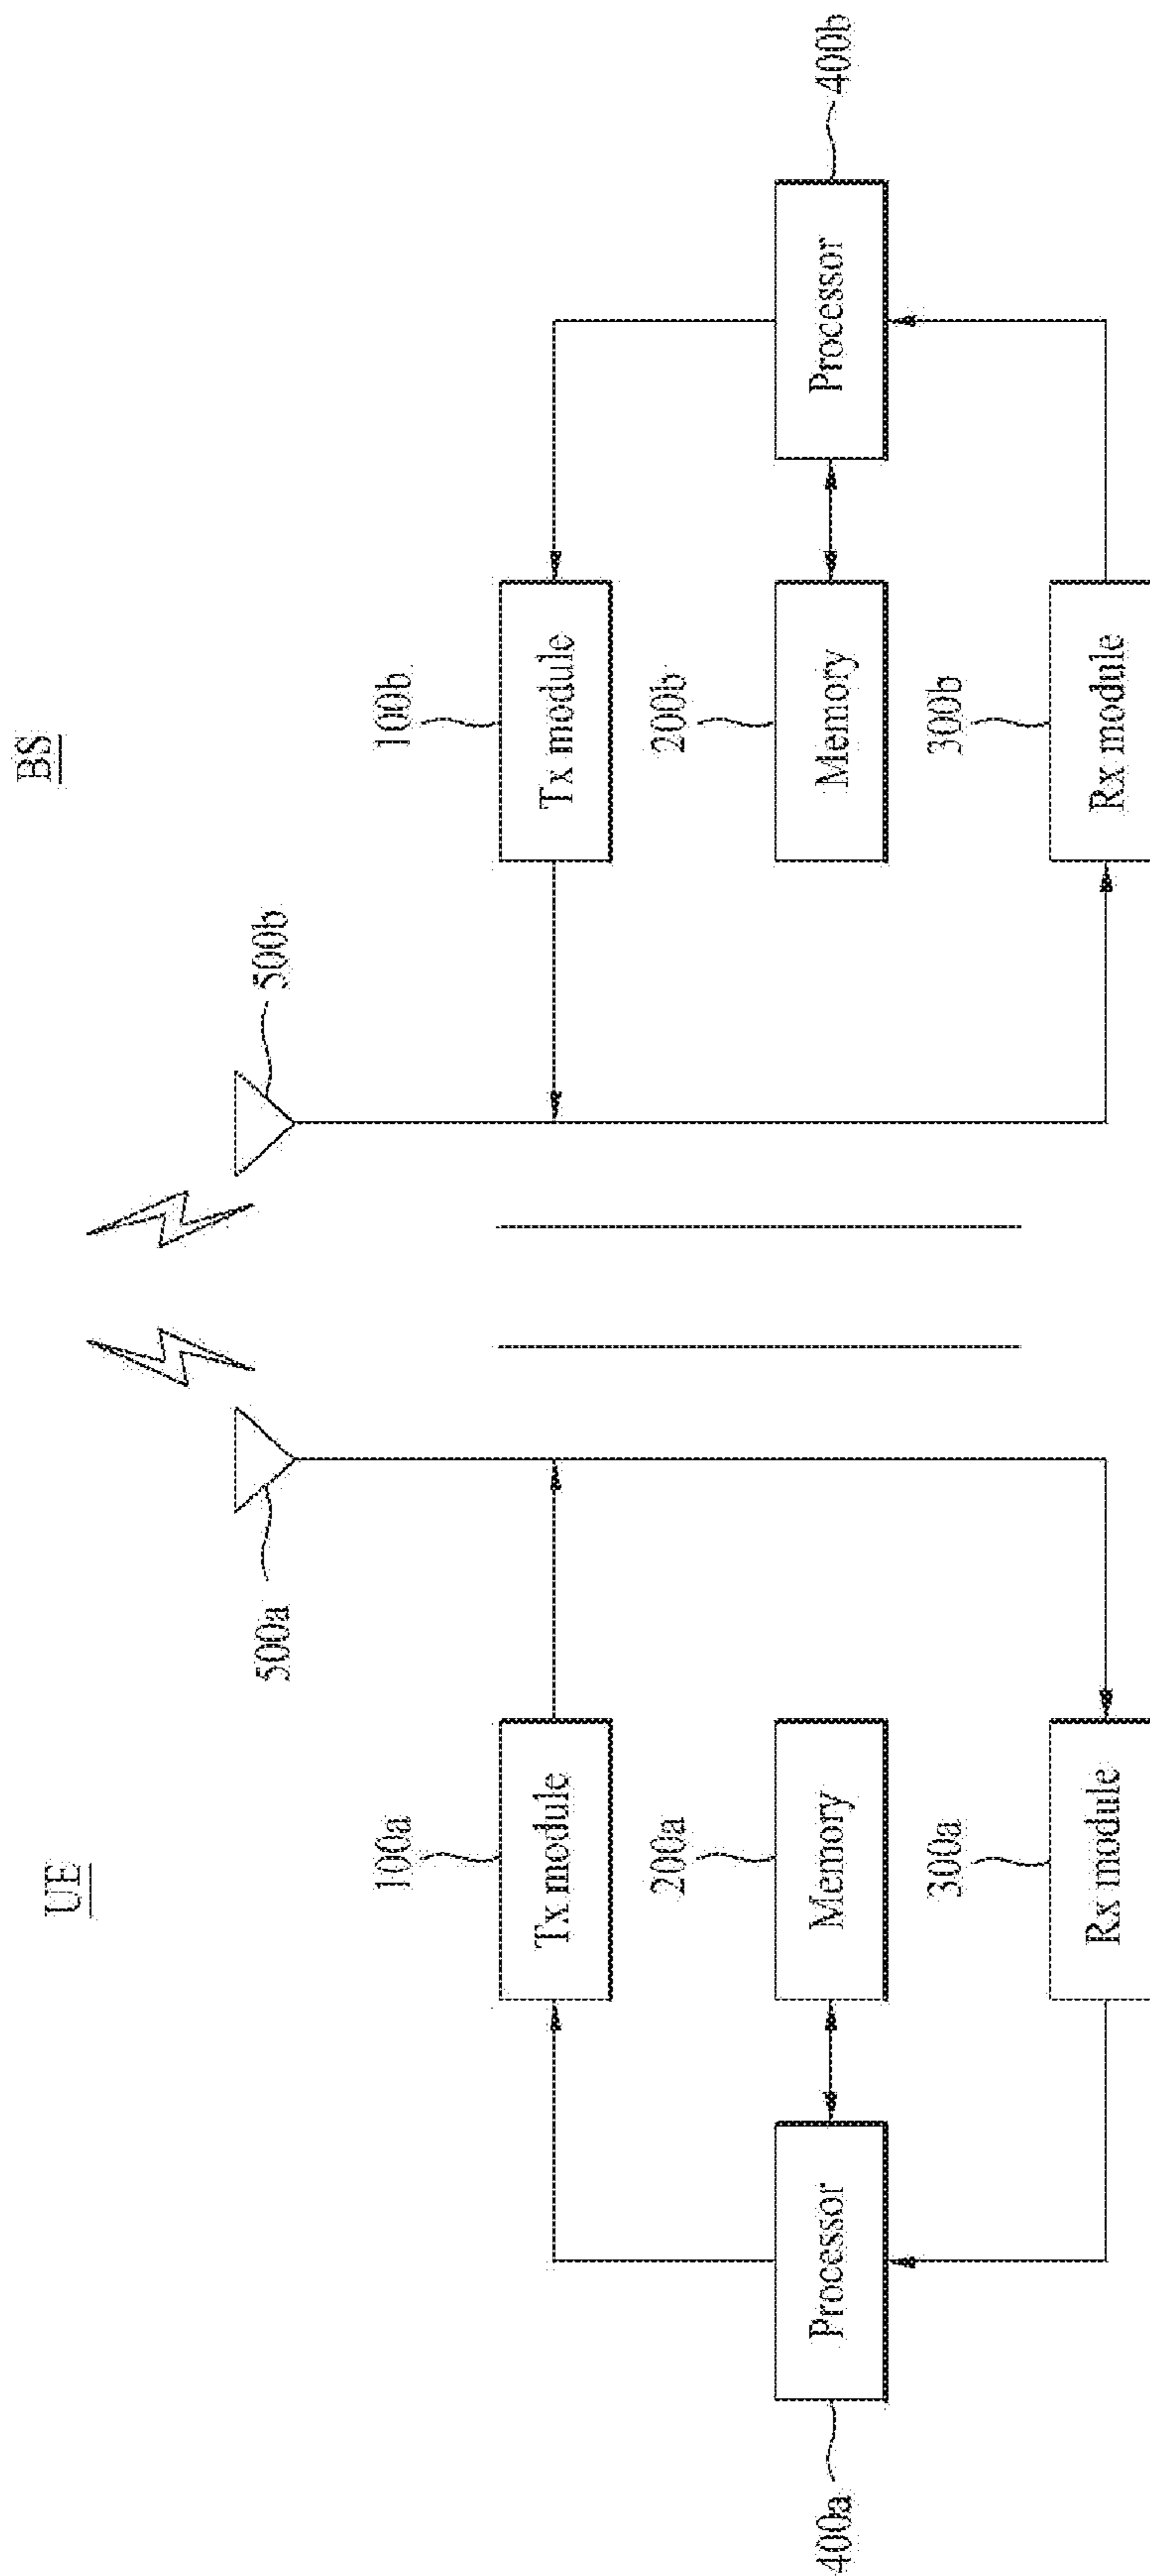 UE
BS
500a
500b
100a
Tx module
100b
Tx module
400a
Processor
200a
Memory
200b
Memory
Processor
400b
300a
Rx module
300b
Rx module